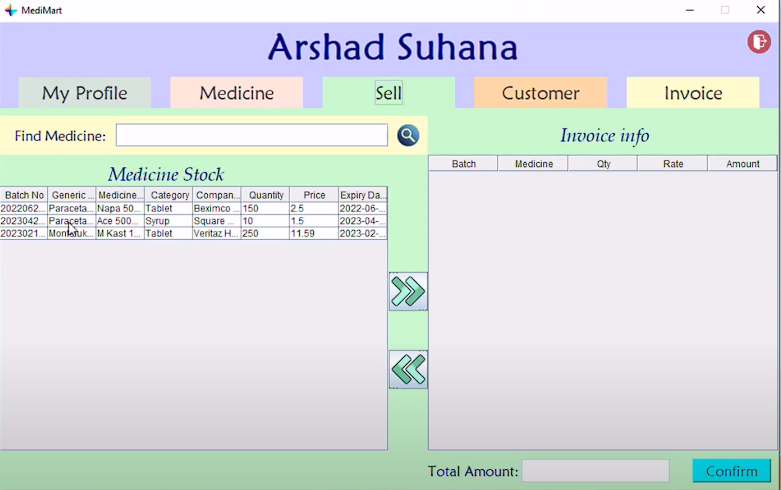 MediMart
Arshad Suhana
My Profile Medicine Sell Customer Invoice
Find Medicine:
Invoice info
Medicine Stock
Batch Medicine Qty Rate Amount
Batch No Generic ... Medicine... Category Compan... Quantity Price Expiry Da...
2022062... Paraceta... Napa 50... Tablet Beximco ... 150 2.5 2022-06-...
2023042... Paraceta... Ace 500... Syrup Square ... 10 1.5 2023-04-...
2023021... M Kast 1... Tablet Veritaz H... 250 11.59 2023-02-...
Total Amount:
Confirm